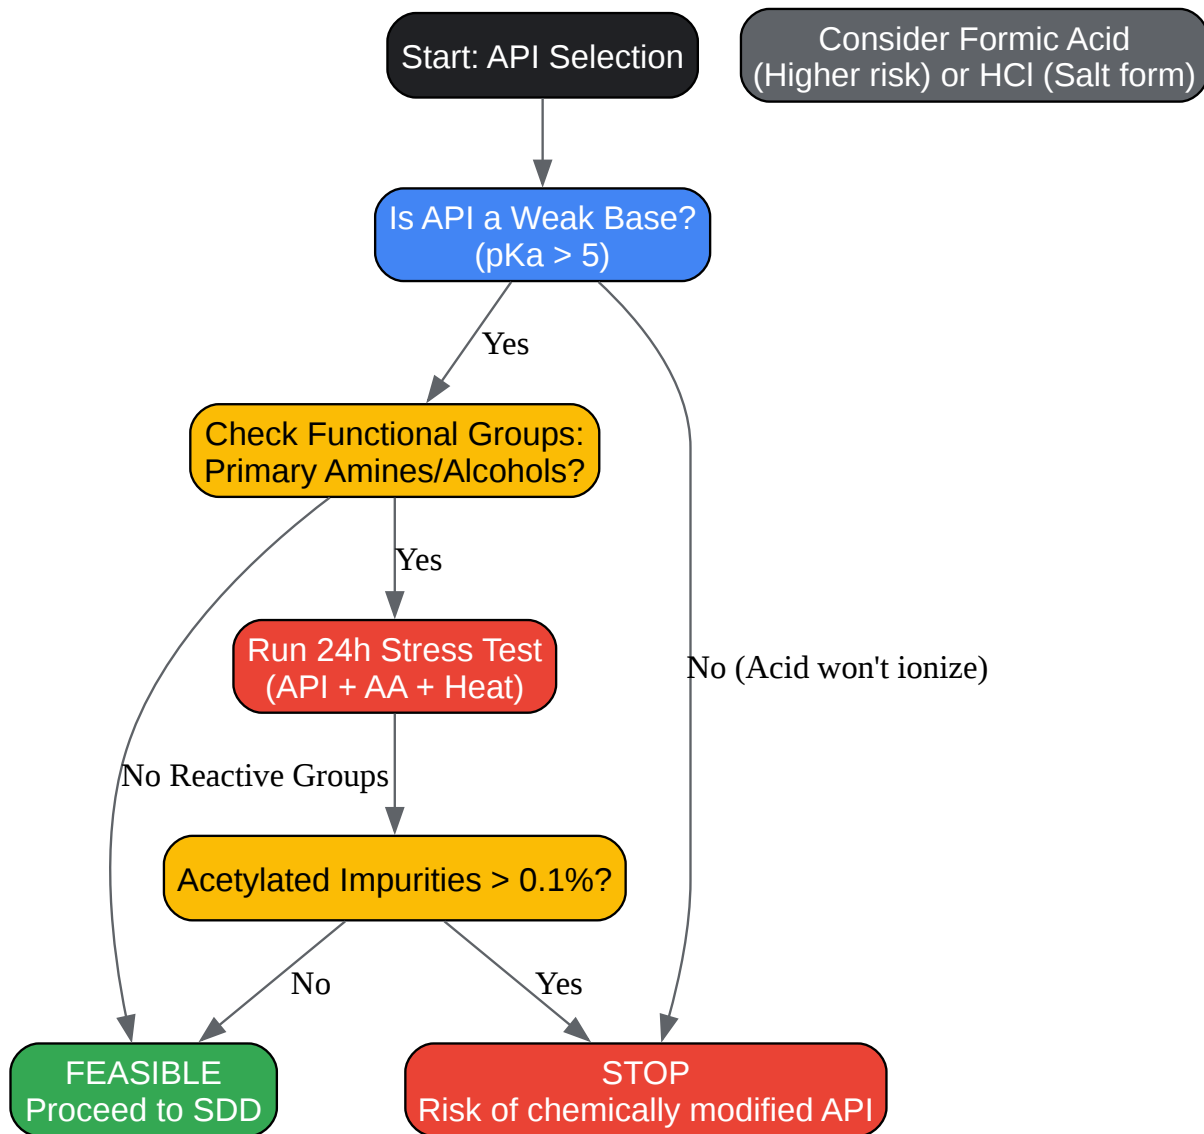 Start: API Selection
Consider Formic Acid
(Higher risk) or HCl (Salt form)
Is API a Weak Base?
(pKa > 5)
Yes
Check Functional Groups:
Primary Amines/Alcohols?
Yes
Run 24h Stress Test
(API + AA + Heat)
No (Acid won't ionize)
No Reactive Groups
Acetylated Impurities > 0.1%?
No
Yes
FEASIBLE
Proceed to SDD
STOP
Risk of chemically modified API